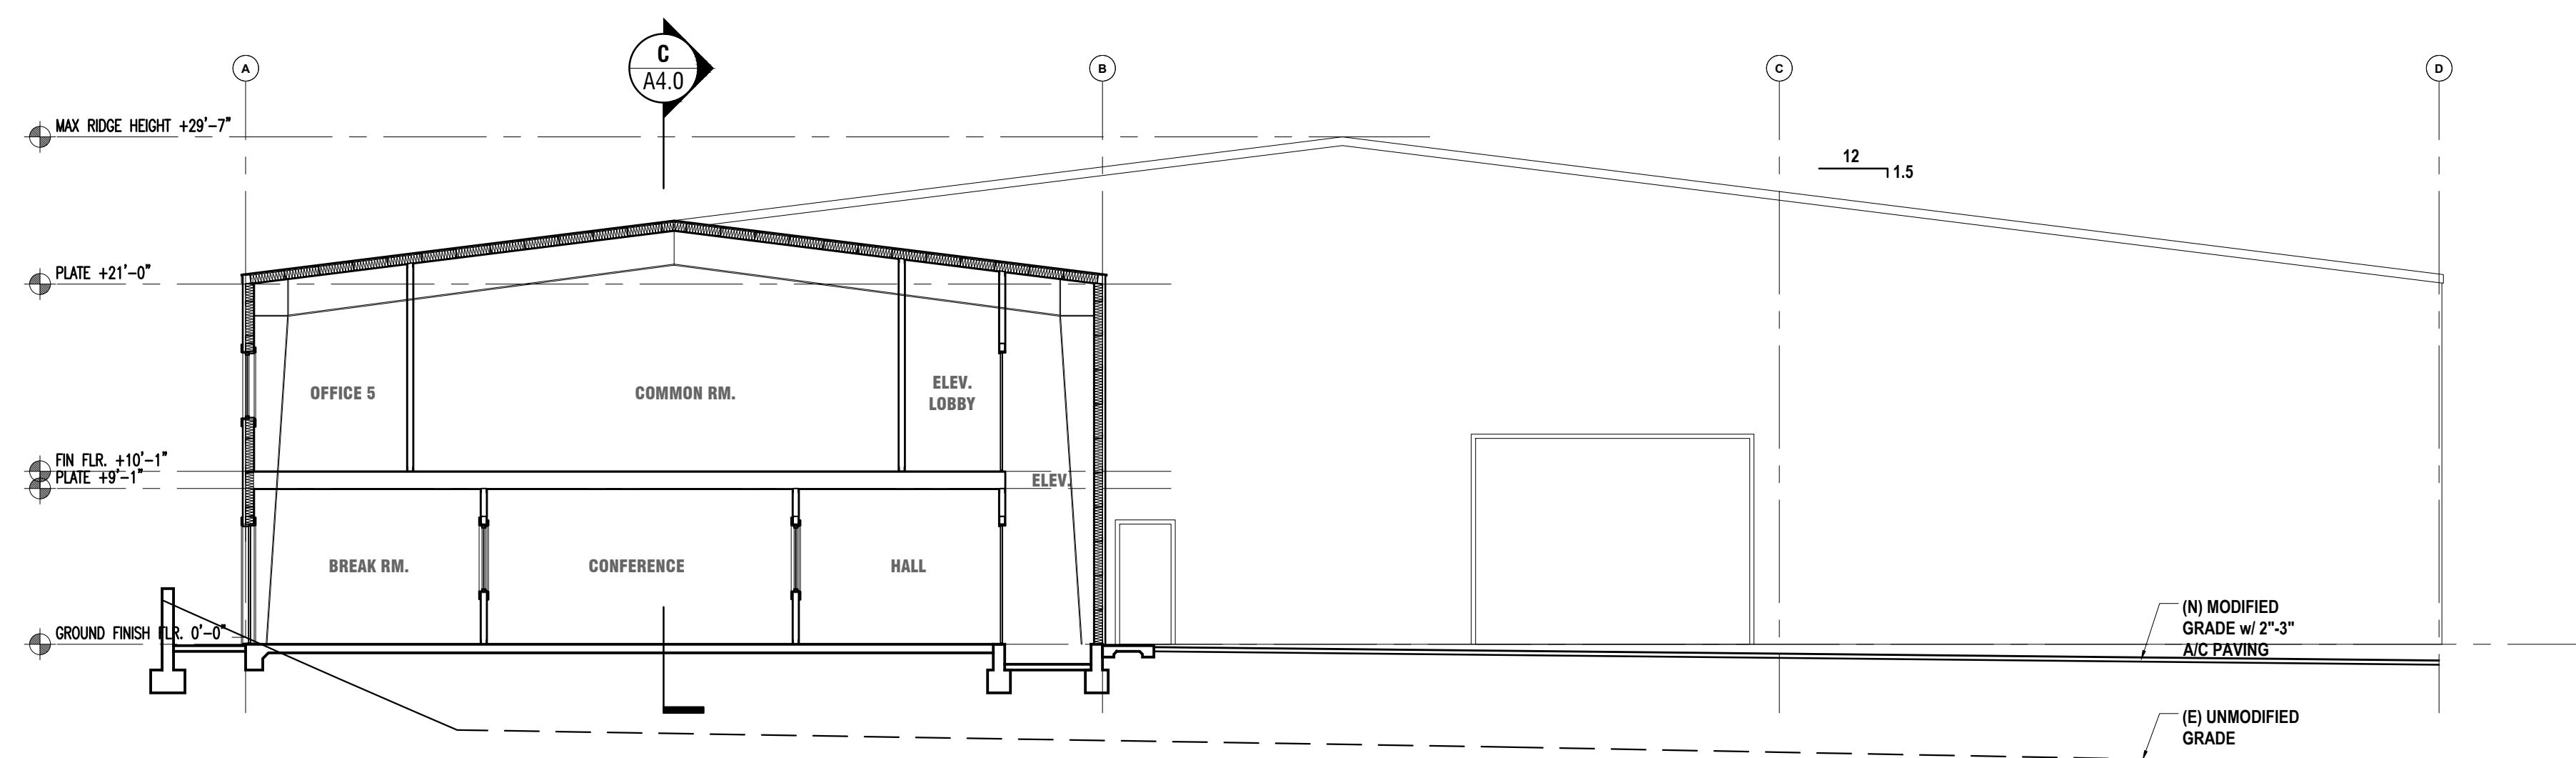 C
A4.0
A
B
C
D
MAX RIDGE HEIGHT +29'-7"
12
1.5
PLATE +21'-0"
OFFICE 5
COMMON RM.
ELEV.
LOBBY
FIN FLR. +10'-1"
PLATE +9'-1"
ELEV.
BREAK RM.
CONFERENCE
HALL
GROUND FINISH FLR. 0'-0"
(N) MODIFIED
GRADE w/ 2"-3"
A/C PAVING
(E) UNMODIFIED
GRADE